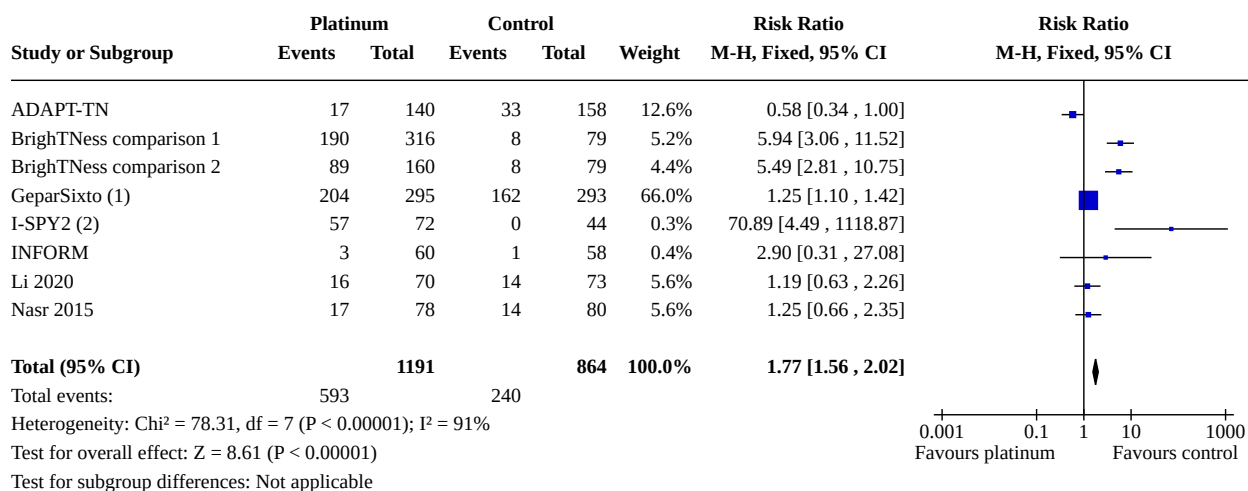 Platinum Control Risk Ratio Risk Ratio
Study or Subgroup Events Total Events Total Weight M-H, Fixed, 95% CI M-H, Fixed, 95% CI
ADAPT-TN 17 140 33 158 12.6% 0.58 [0.34 , 1.00]
BrighTNess comparison 1 190 316 8 79 5.2% 5.94 [3.06 , 11.52]
BrighTNess comparison 2 89 160 8 79 4.4% 5.49 [2.81 , 10.75]
GeparSixto (1) 204 295 162 293 66.0% 1.25 [1.10 , 1.42]
I-SPY2 (2) 57 72 0 44 0.3% 70.89 [4.49 , 1118.87]
INFORM 3 60 1 58 0.4% 2.90 [0.31 , 27.08]
Li 2020 16 70 14 73 5.6% 1.19 [0.63 , 2.26]
Nasr 2015 17 78 14 80 5.6% 1.25 [0.66 , 2.35]
Total (95% CI) 1191 864 100.0% 1.77 [1.56 , 2.02]
Total events: 593 240
Heterogeneity: Chi² = 78.31, df = 7 (P < 0.00001); I² = 91%
0.001 0.1 1 10 1000
Test for overall effect: Z = 8.61 (P < 0.00001)
Favours platinum Favours control
Test for subgroup differences: Not applicable